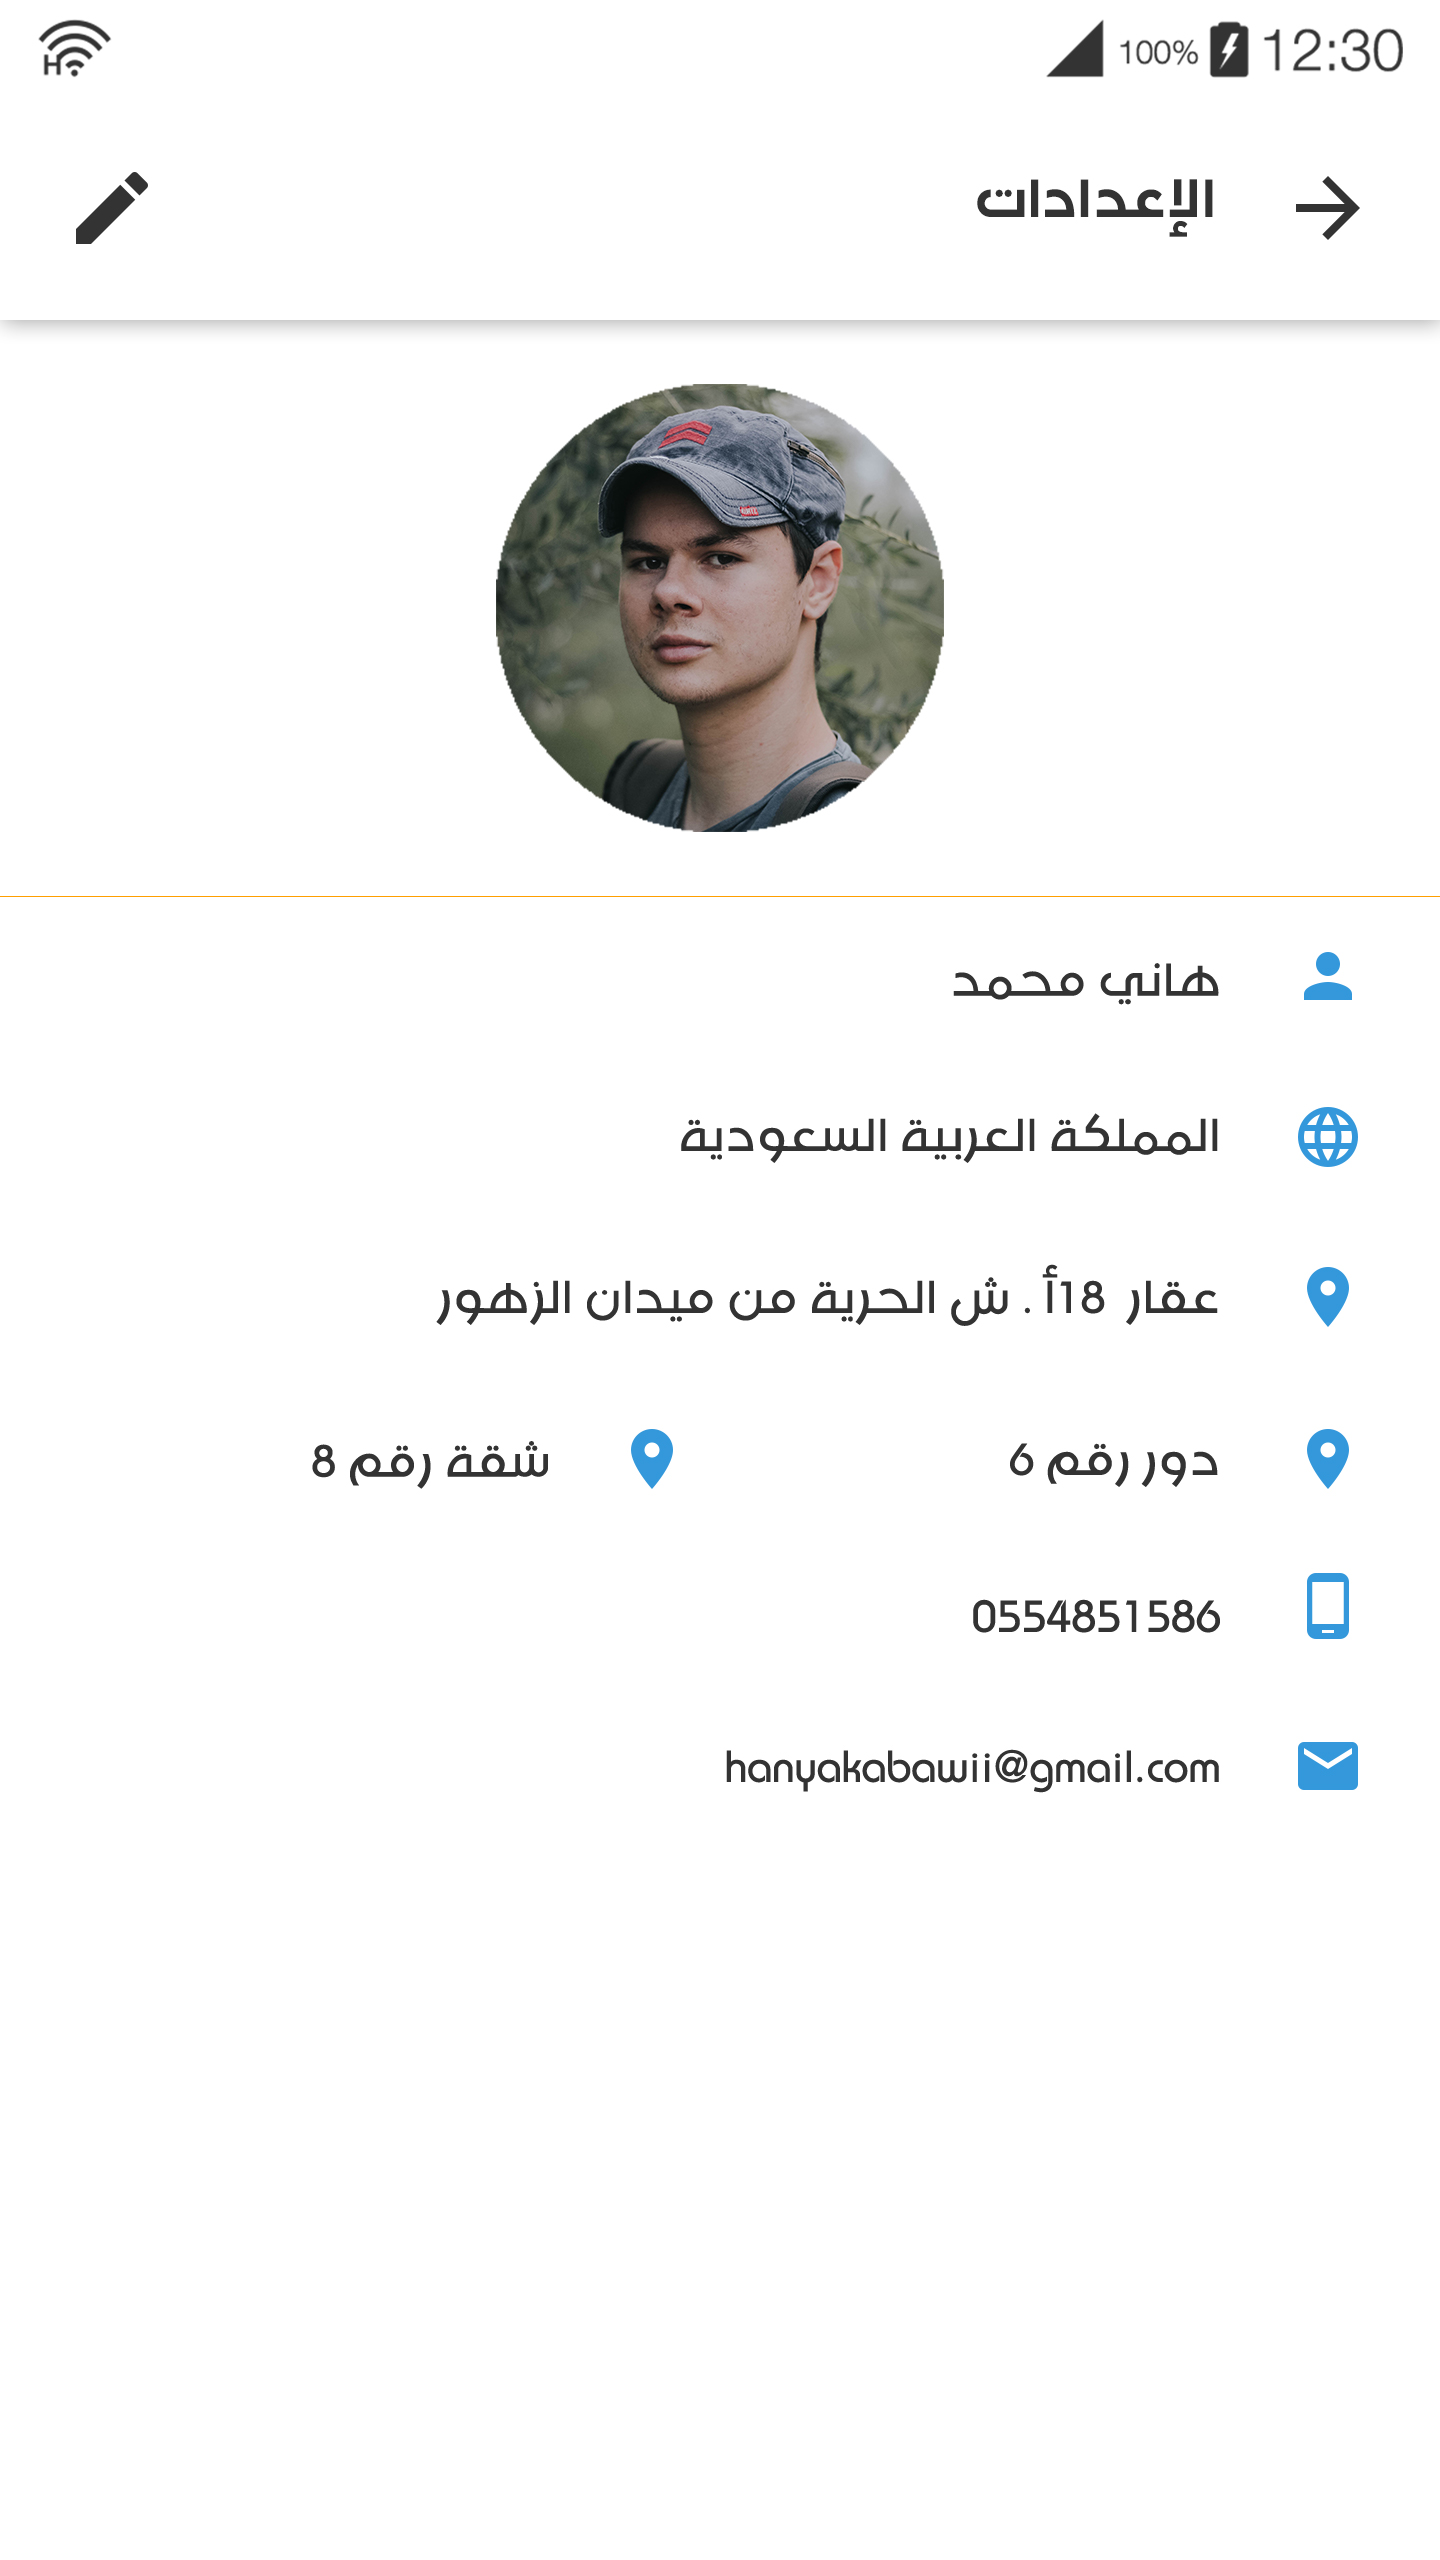 100% 12:30
الإعدادات
هاني محمد
المملكة العربية السعودية
عقار 18أ . ش الحرية من ميدان الزهور
دور رقم 6
شقة رقم 8
0554851586
hanyakabawii@gmail.com